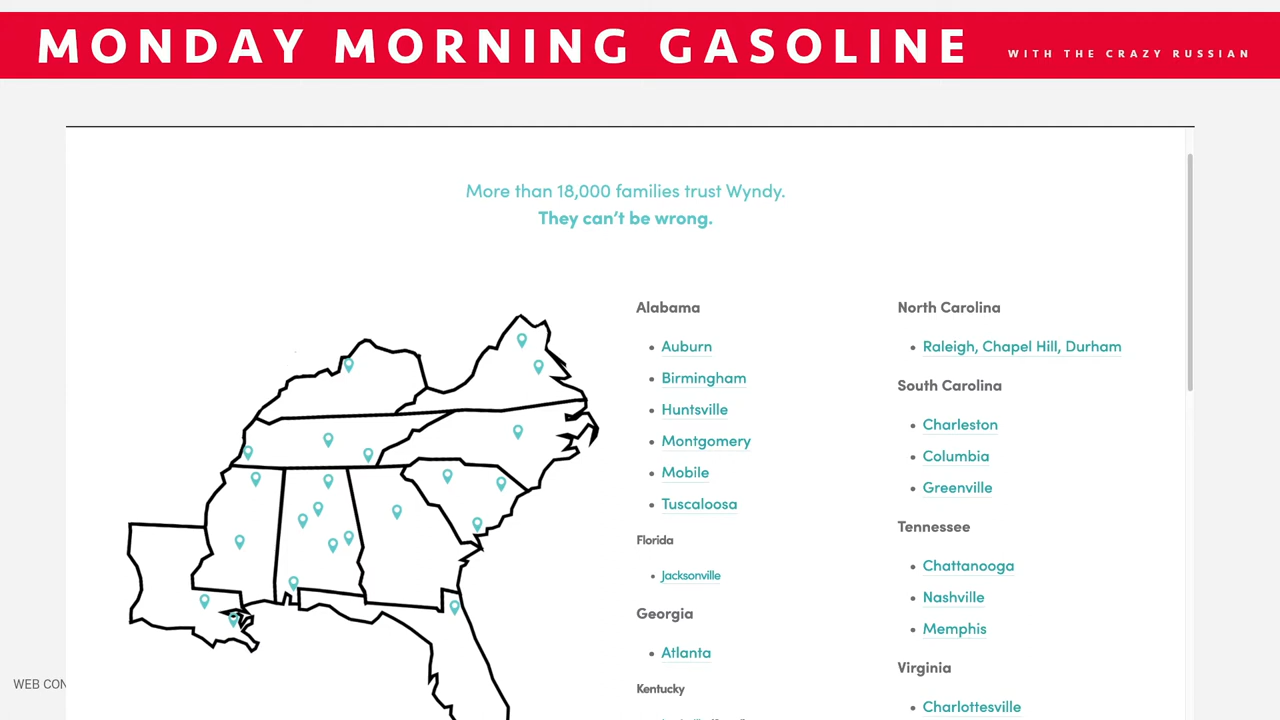 MONDAY MORNING GASOLINE
WITH THE CRAZY RUSSIAN
More than 18,000 families trust Wyndy.
They can't be wrong.
Alabama
Auburn
Birmingham
Huntsville
Montgomery
Mobile
Tuscaloosa
Florida
Jacksonville
Georgia
Atlanta
Kentucky
North Carolina
Raleigh, Chapel Hill, Durham
South Carolina
Charleston
Columbia
Greenville
Tennessee
Chattanooga
Nashville
Memphis
Virginia
Charlottesville
WEB CON